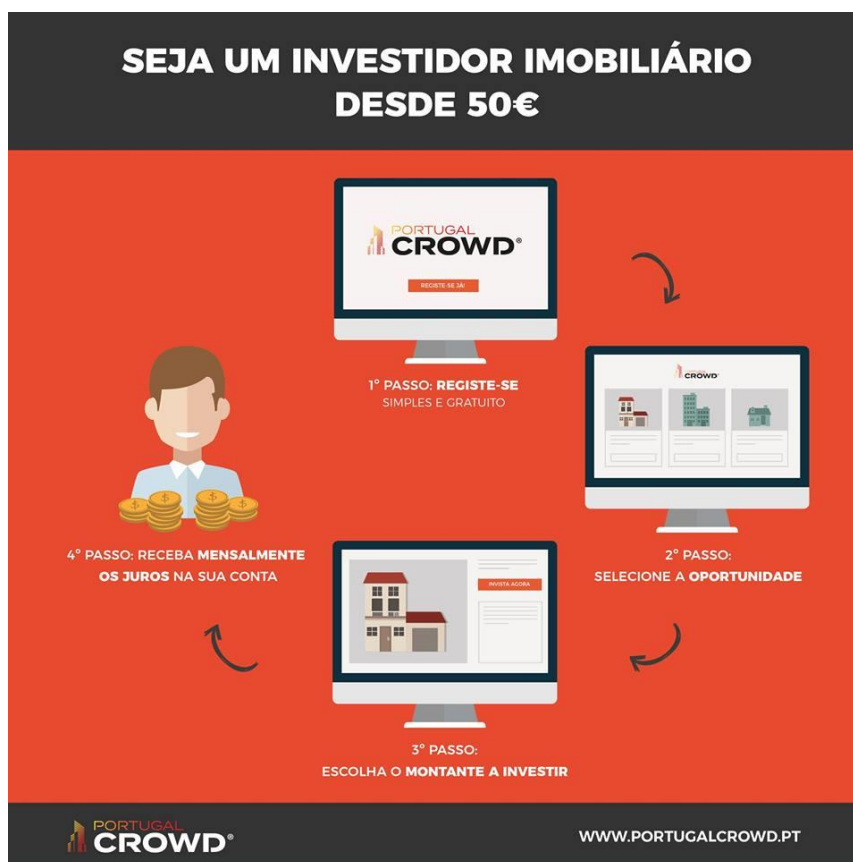 SEJA UM INVESTIDOR IMOBILIÁRIO
DESDE 50€
PORTUGAL
CROWD®
REGISTE-SE JÁ!
1º PASSO: REGISTE-SE
SIMPLES E GRATUITO
CROWD
2º PASSO:
SELECIONE A OPORTUNIDADE
INVISTA AGORA
3º PASSO:
ESCOLHA O MONTANTE A INVESTIR
4º PASSO: RECEBA MENSALMENTE
OS JUROS NA SUA CONTA
PORTUGAL
CROWD®
WWW.PORTUGALCROWD.PT